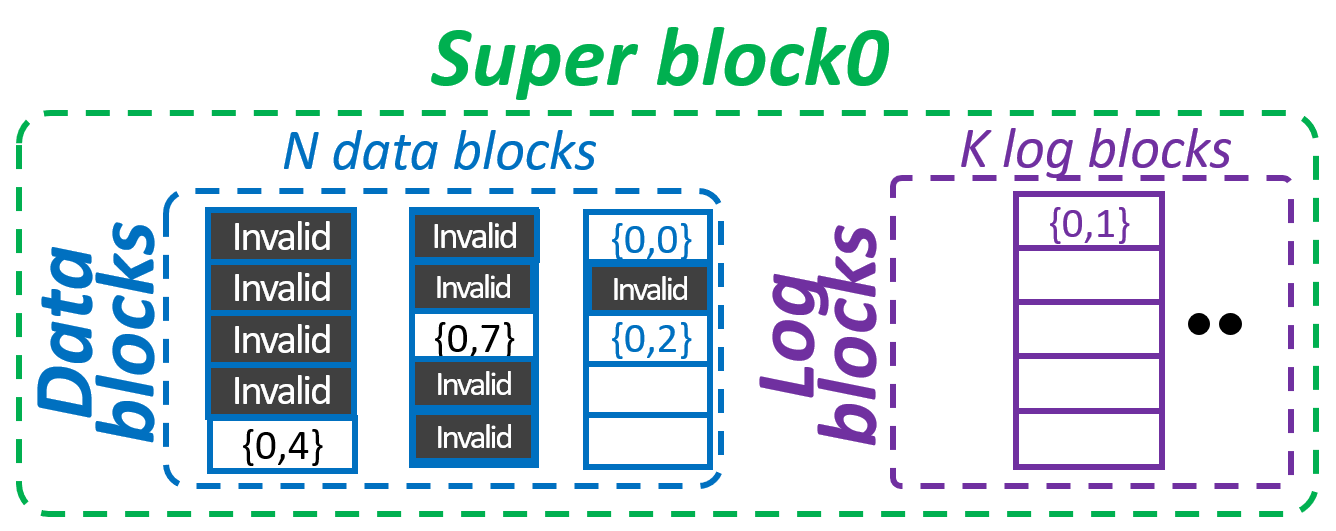 Super block0
N data blocks
K log blocks
Data
blocks
Invalid
Invalid
Invalid
Invalid
{0,4}
Invalid
Invalid
{0,7}
Invalid
Invalid
{0,0}
Invalid
{0,2}
Log
blocks
{0,1}